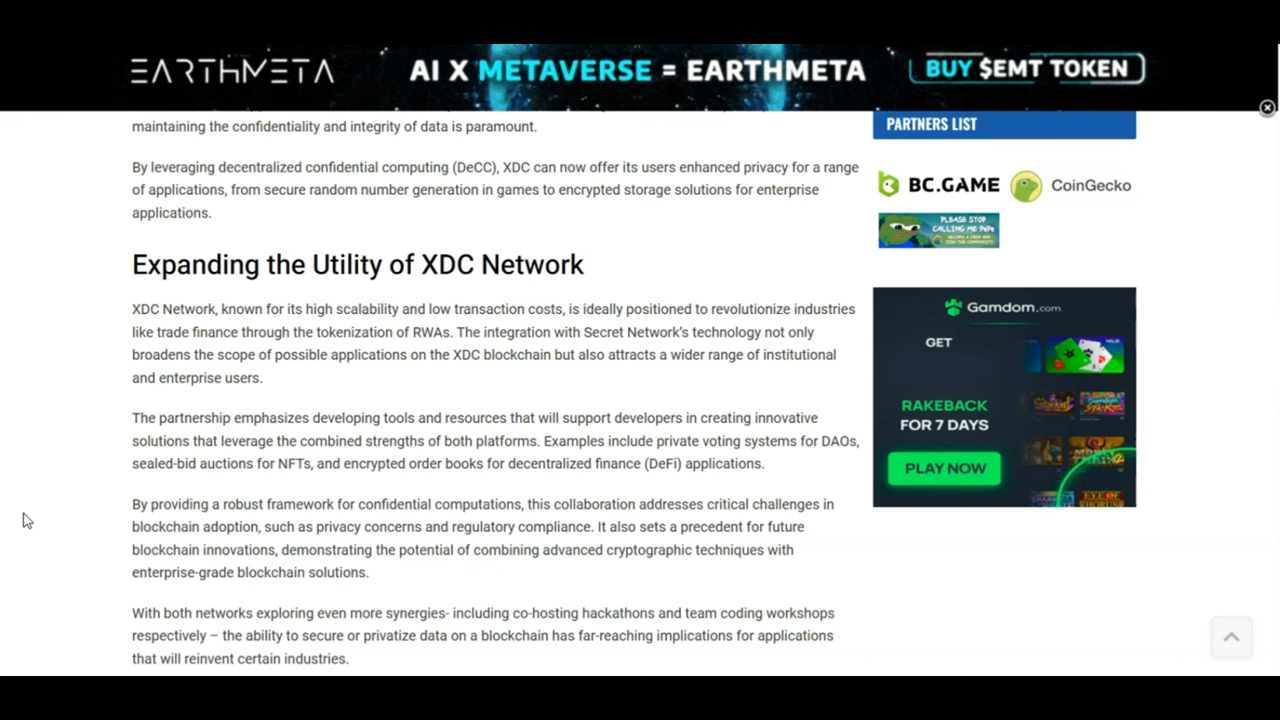 EARTHMETA
AI X METAVERSE = EARTHMETA
BUY $EMT TOKEN
maintaining the confidentiality and integrity of data is paramount.
By leveraging decentralized confidential computing (DeCC), XDC can now offer its users enhanced privacy for a range
of applications, from secure random number generation in games to encrypted storage solutions for enterprise
applications.
Expanding the Utility of XDC Network
XDC Network, known for its high scalability and low transaction costs, is ideally positioned to revolutionize industries
like trade finance through the tokenization of RWAs. The integration with Secret Network's technology not only
broadens the scope of possible applications on the XDC blockchain but also attracts a wider range of institutional
and enterprise users.
The partnership emphasizes developing tools and resources that will support developers in creating innovative
solutions that leverage the combined strengths of both platforms. Examples include private voting systems for DAOs,
sealed-bid auctions for NFTs, and encrypted order books for decentralized finance (DeFi) applications.
By providing a robust framework for confidential computations, this collaboration addresses critical challenges in
blockchain adoption, such as privacy concerns and regulatory compliance. It also sets a precedent for future
blockchain innovations, demonstrating the potential of combining advanced cryptographic techniques with
enterprise-grade blockchain solutions.
With both networks exploring even more synergies- including co-hosting hackathons and team coding workshops
respectively – the ability to secure or privatize data on a blockchain has far-reaching implications for applications
that will reinvent certain industries.
PARTNERS LIST
BC.GAME
CoinGecko
PLEASE STOP
CALLING ME PePe
Gamdom.com
GET
RAKEBACK
FOR 7 DAYS
PLAY NOW